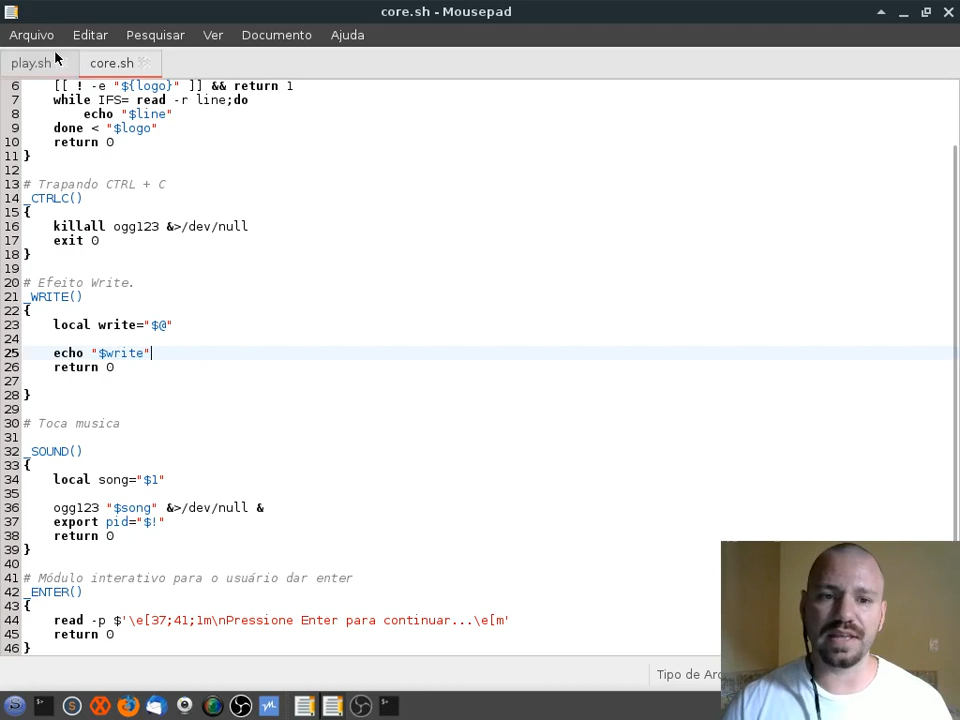 core.sh - Mousepad
Arquivo Editar Pesquisar Ver Documento Ajuda
play.sh core.sh
6 [[ ! -e "${logo}" ]] && return 1
7 while IFS= read -r line;do
8 echo "$line"
9 done < "$logo"
10 return 0
11 }
12
13 # Trapando CTRL + C
14 _CTRLC()
15 {
16 killall ogg123 &>/dev/null
17 exit 0
18 }
19
20 # Efeito Write.
21 _WRITE()
22 {
23 local write="$@"
24
25 echo "$write"
26 return 0
27
28 }
29
30 # Toca musica
31
32 _SOUND()
33 {
34 local song="$1"
35
36 ogg123 "$song" &>/dev/null &
37 export pid="$!"
38 return 0
39 }
40
41 # Módulo interativo para o usuário dar enter
42 _ENTER()
43 {
44 read -p $'\e[37;41;1m\nPressione Enter para continuar...\e[m'
45 return 0
46 }
Tipo de